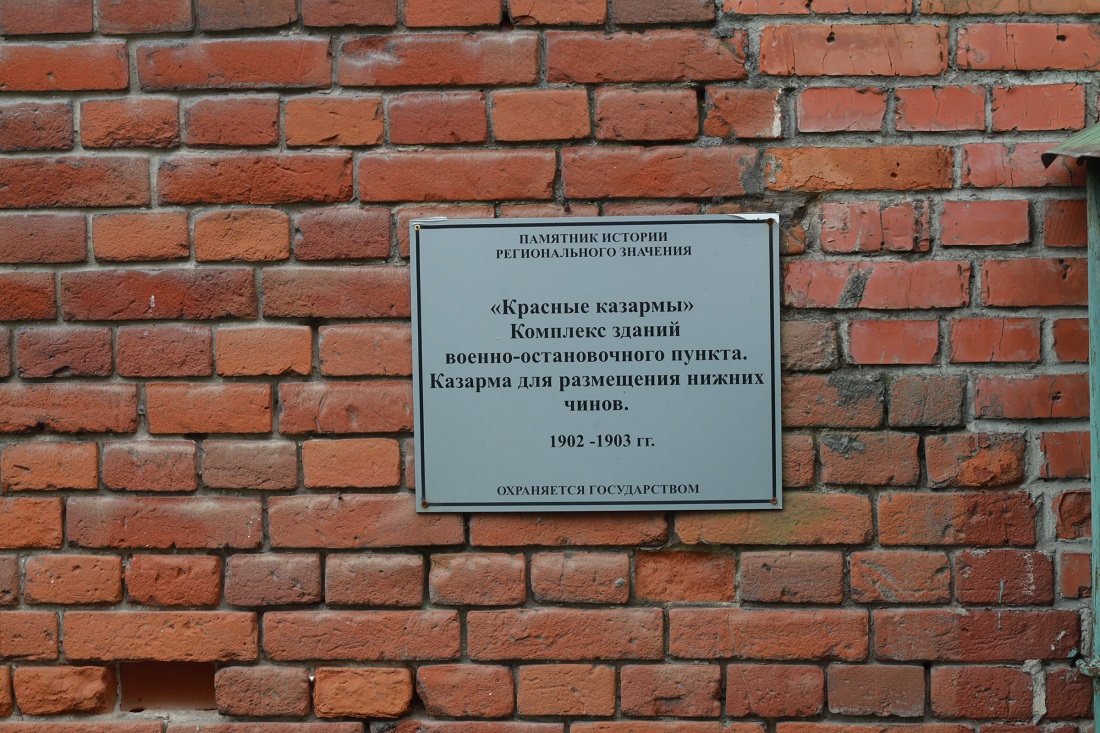 ПАМЯТНИК ИСТОРИИ
РЕГИОНАЛЬНОГО ЗНАЧЕНИЯ
«Красные казармы»
Комплекс зданий
военно-остановочного пункта.
Казарма для размещения нижних
чинов.
1902 -1903 гг.
ОХРАНЯЕТСЯ ГОСУДАРСТВОМ